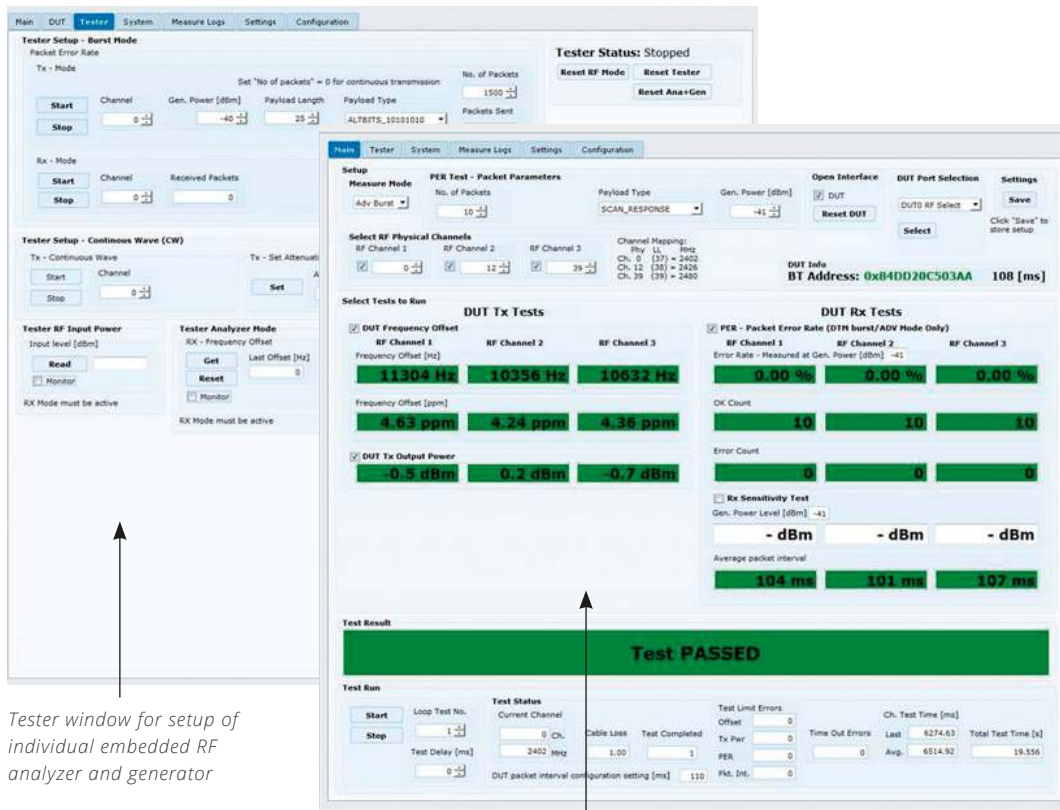 Main DUT Tester System Measure Logs Settings Configuration
Tester Setup - Burst Mode
Packet Error Rate
Tx - Mode
Set "No of packets" = 0 for continuous transmission
No. of Packets
1500
Start
Channel
Gen. Power [dBm]
Payload Length
Payload Type
Packets Sent
0
-40
25
ALTBITS_10101010
Stop
Rx - Mode
Start
Channel
Received Packets
Stop
0
0
Tester Status: Stopped
Reset RF Mode Reset Tester
Reset Ana+Gen
Tester Setup - Continous Wave (CW)
Tx - Continuous Wave
Tx - Set Attenuati
Start
Channel
A
Stop
0
Set
Tester RF Input Power
Input level [dBm]
Read
Monitor
RX Mode must be active
Tester Analyzer Mode
RX - Frequency Offset
Get
Last Offset [Hz]
Reset
0
Monitor
RX Mode must be active
Tester window for setup of
individual embedded RF
analyzer and generator
Main Tester System Measure Logs Settings Configuration
Setup
Measure Mode
Adv Burst
PER Test - Packet Parameters
No. of Packets
10
Payload Type
SCAN_RESPONSE
Gen. Power [dBm]
-41
Open Interface
DUT
Reset DUT
DUT Port Selection
DUT0 RF Select
Select
Settings
Save
Click "Save" to
store setup
Select RF Physical Channels
RF Channel 1 RF Channel 2 RF Channel 3
0 12 39
Channel Mapping:
Phy LL MHz
Ch. 0 (37) = 2402
Ch. 12 (38) = 2426
Ch. 39 (39) = 2480
DUT Info
BT Address: 0xB4DD20C503AA 108 [ms]
Select Tests to Run
DUT Tx Tests
DUT Frequency Offset
RF Channel 1 RF Channel 2 RF Channel 3
Frequency Offset [Hz]
11304 Hz 10356 Hz 10632 Hz
Frequency Offset [ppm]
4.63 ppm 4.24 ppm 4.36 ppm
DUT Tx Output Power
-0.5 dBm 0.2 dBm -0.7 dBm
DUT Rx Tests
PER - Packet Error Rate (DTM burst/ADV Mode Only)
RF Channel 1 RF Channel 2 RF Channel 3
Error Rate - Measured at Gen. Power [dBm] -41
0.00 % 0.00 % 0.00 %
OK Count
10 10 10
Error Count
0 0 0
Rx Sensitivity Test
Gen. Power Level [dBm] -41
- dBm - dBm - dBm
Average packet interval
104 ms 101 ms 107 ms
Test Result
Test PASSED
Test Run
Start
Stop
Loop Test No.
1
Test Delay [ms]
0
Test Status
Current Channel
0 Ch.
2402 MHz
Cable Loss
1.00
Test Completed
1
DUT packet interval configuration setting [ms] 110
Test Limit Errors
Offset 0
Tx Pwr 0
PER 0
Pkt. Int. 0
Time Out Errors
0
Ch. Test Time [ms]
Last 6274.63
Avg. 6514.92
Total Test Time [s]
19.556